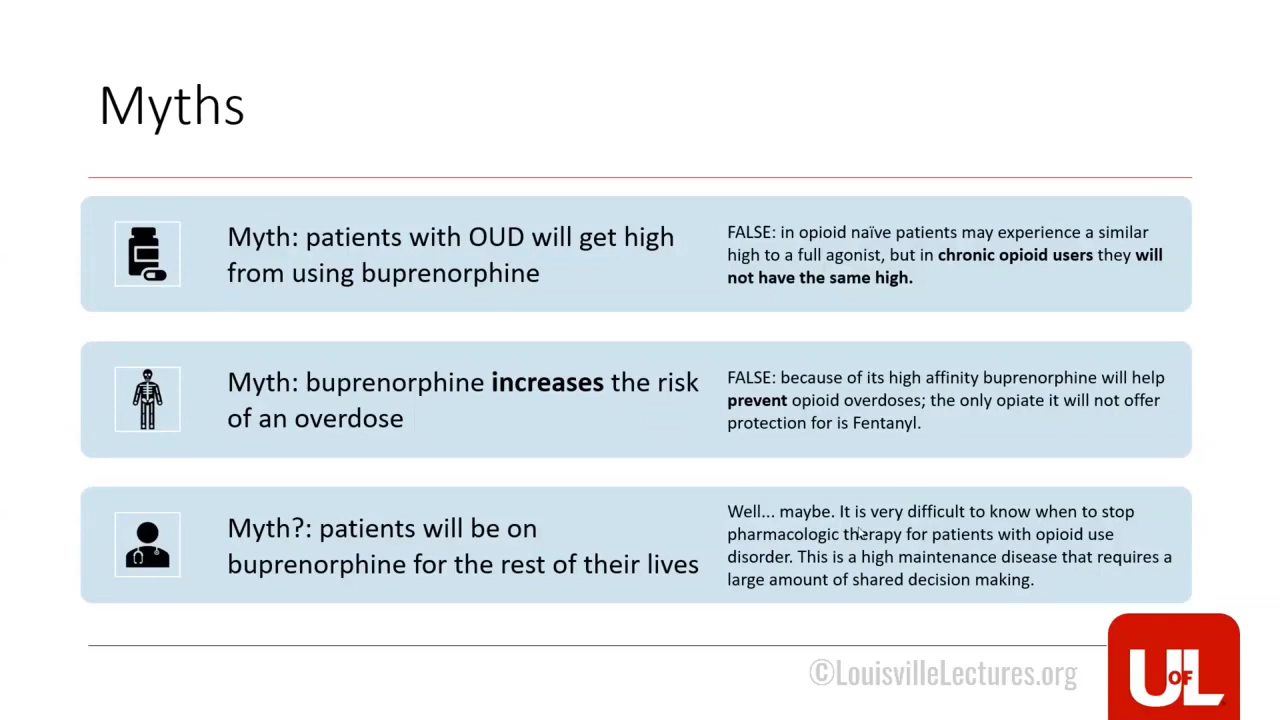 Myths
Myth: patients with OUD will get high
from using buprenorphine
FALSE: in opioid naïve patients may experience a similar
high to a full agonist, but in chronic opioid users they will
not have the same high.
Myth: buprenorphine increases the risk
of an overdose
FALSE: because of its high affinity buprenorphine will help
prevent opioid overdoses; the only opiate it will not offer
protection for is Fentanyl.
Myth?: patients will be on
buprenorphine for the rest of their lives
Well... maybe. It is very difficult to know when to stop
pharmacologic therapy for patients with opioid use
disorder. This is a high maintenance disease that requires a
large amount of shared decision making.
©LouisvilleLectures.org
U OF L